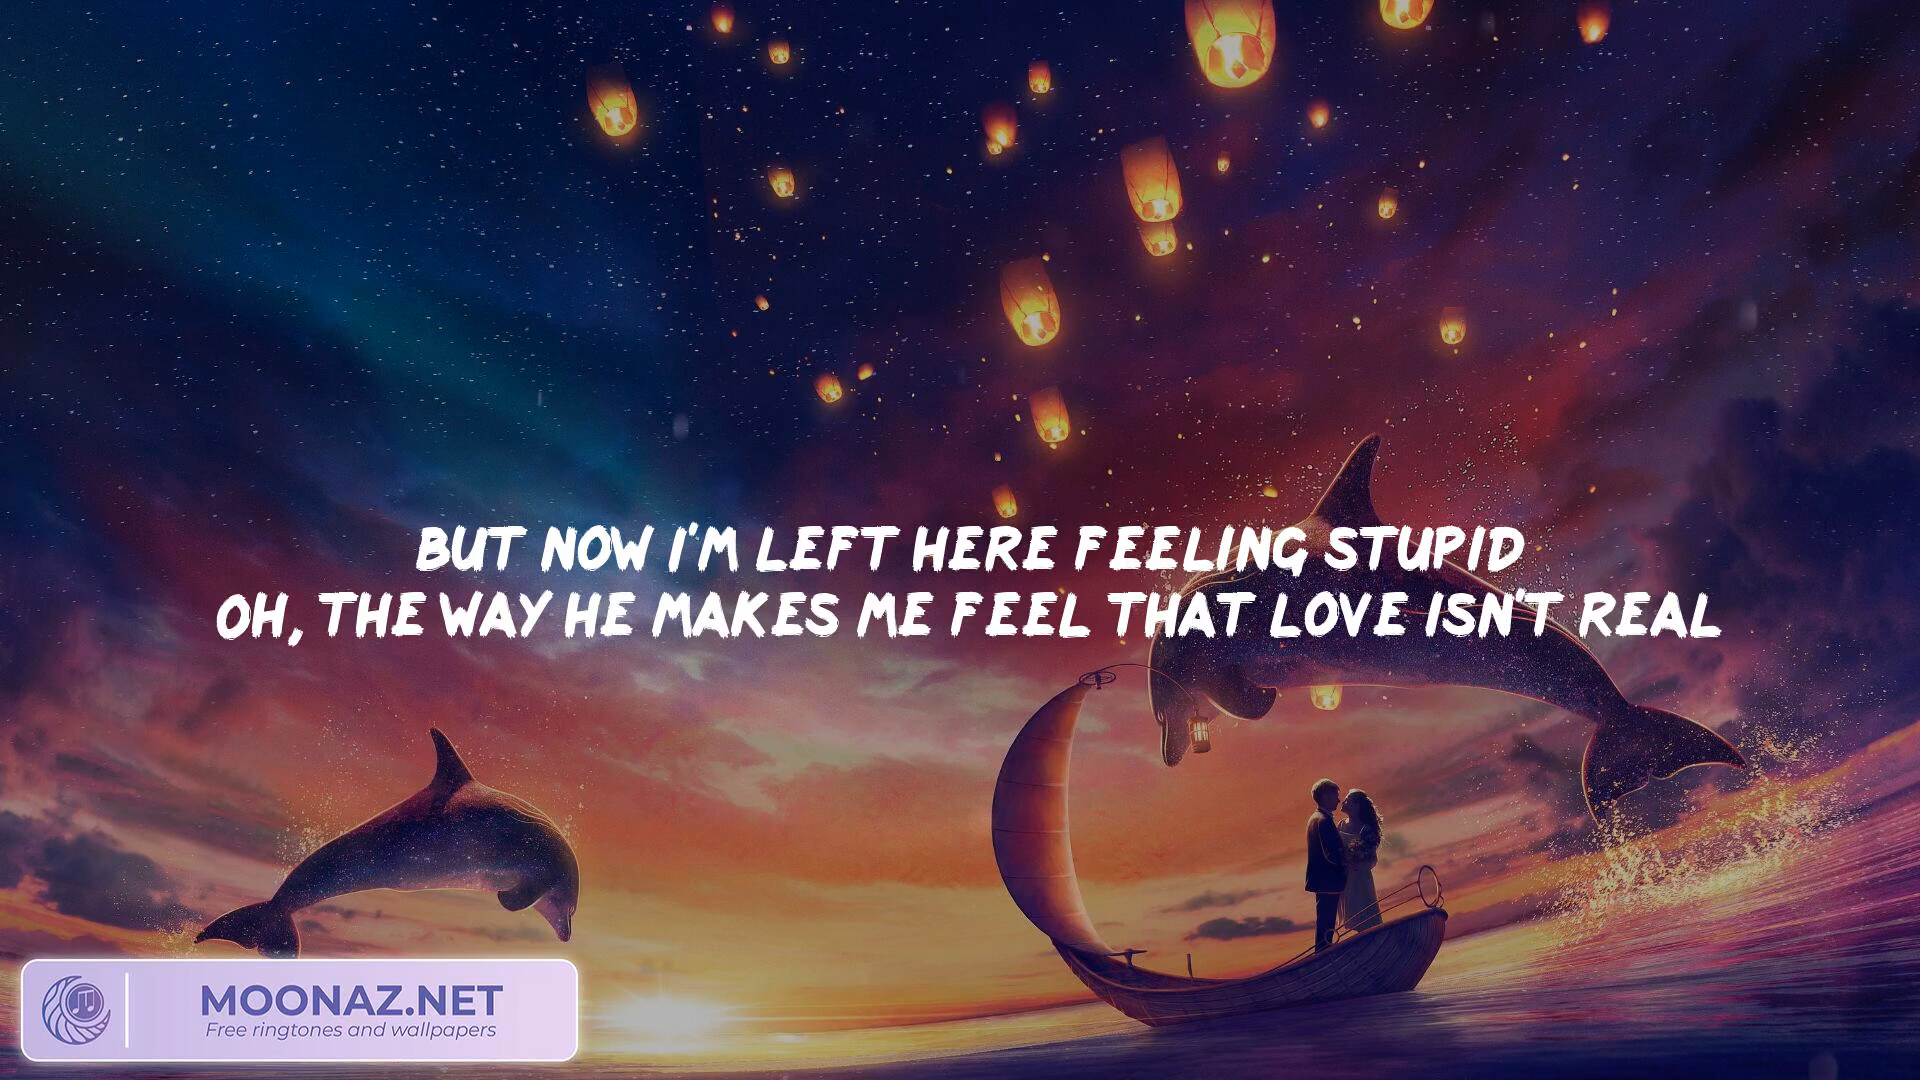 BUT NOW I'M LEFT HERE FEELING STUPID
OH, THE WAY HE MAKES ME FEEL THAT LOVE ISN'T REAL
MOONAZ.NET
Free ringtones and wallpapers